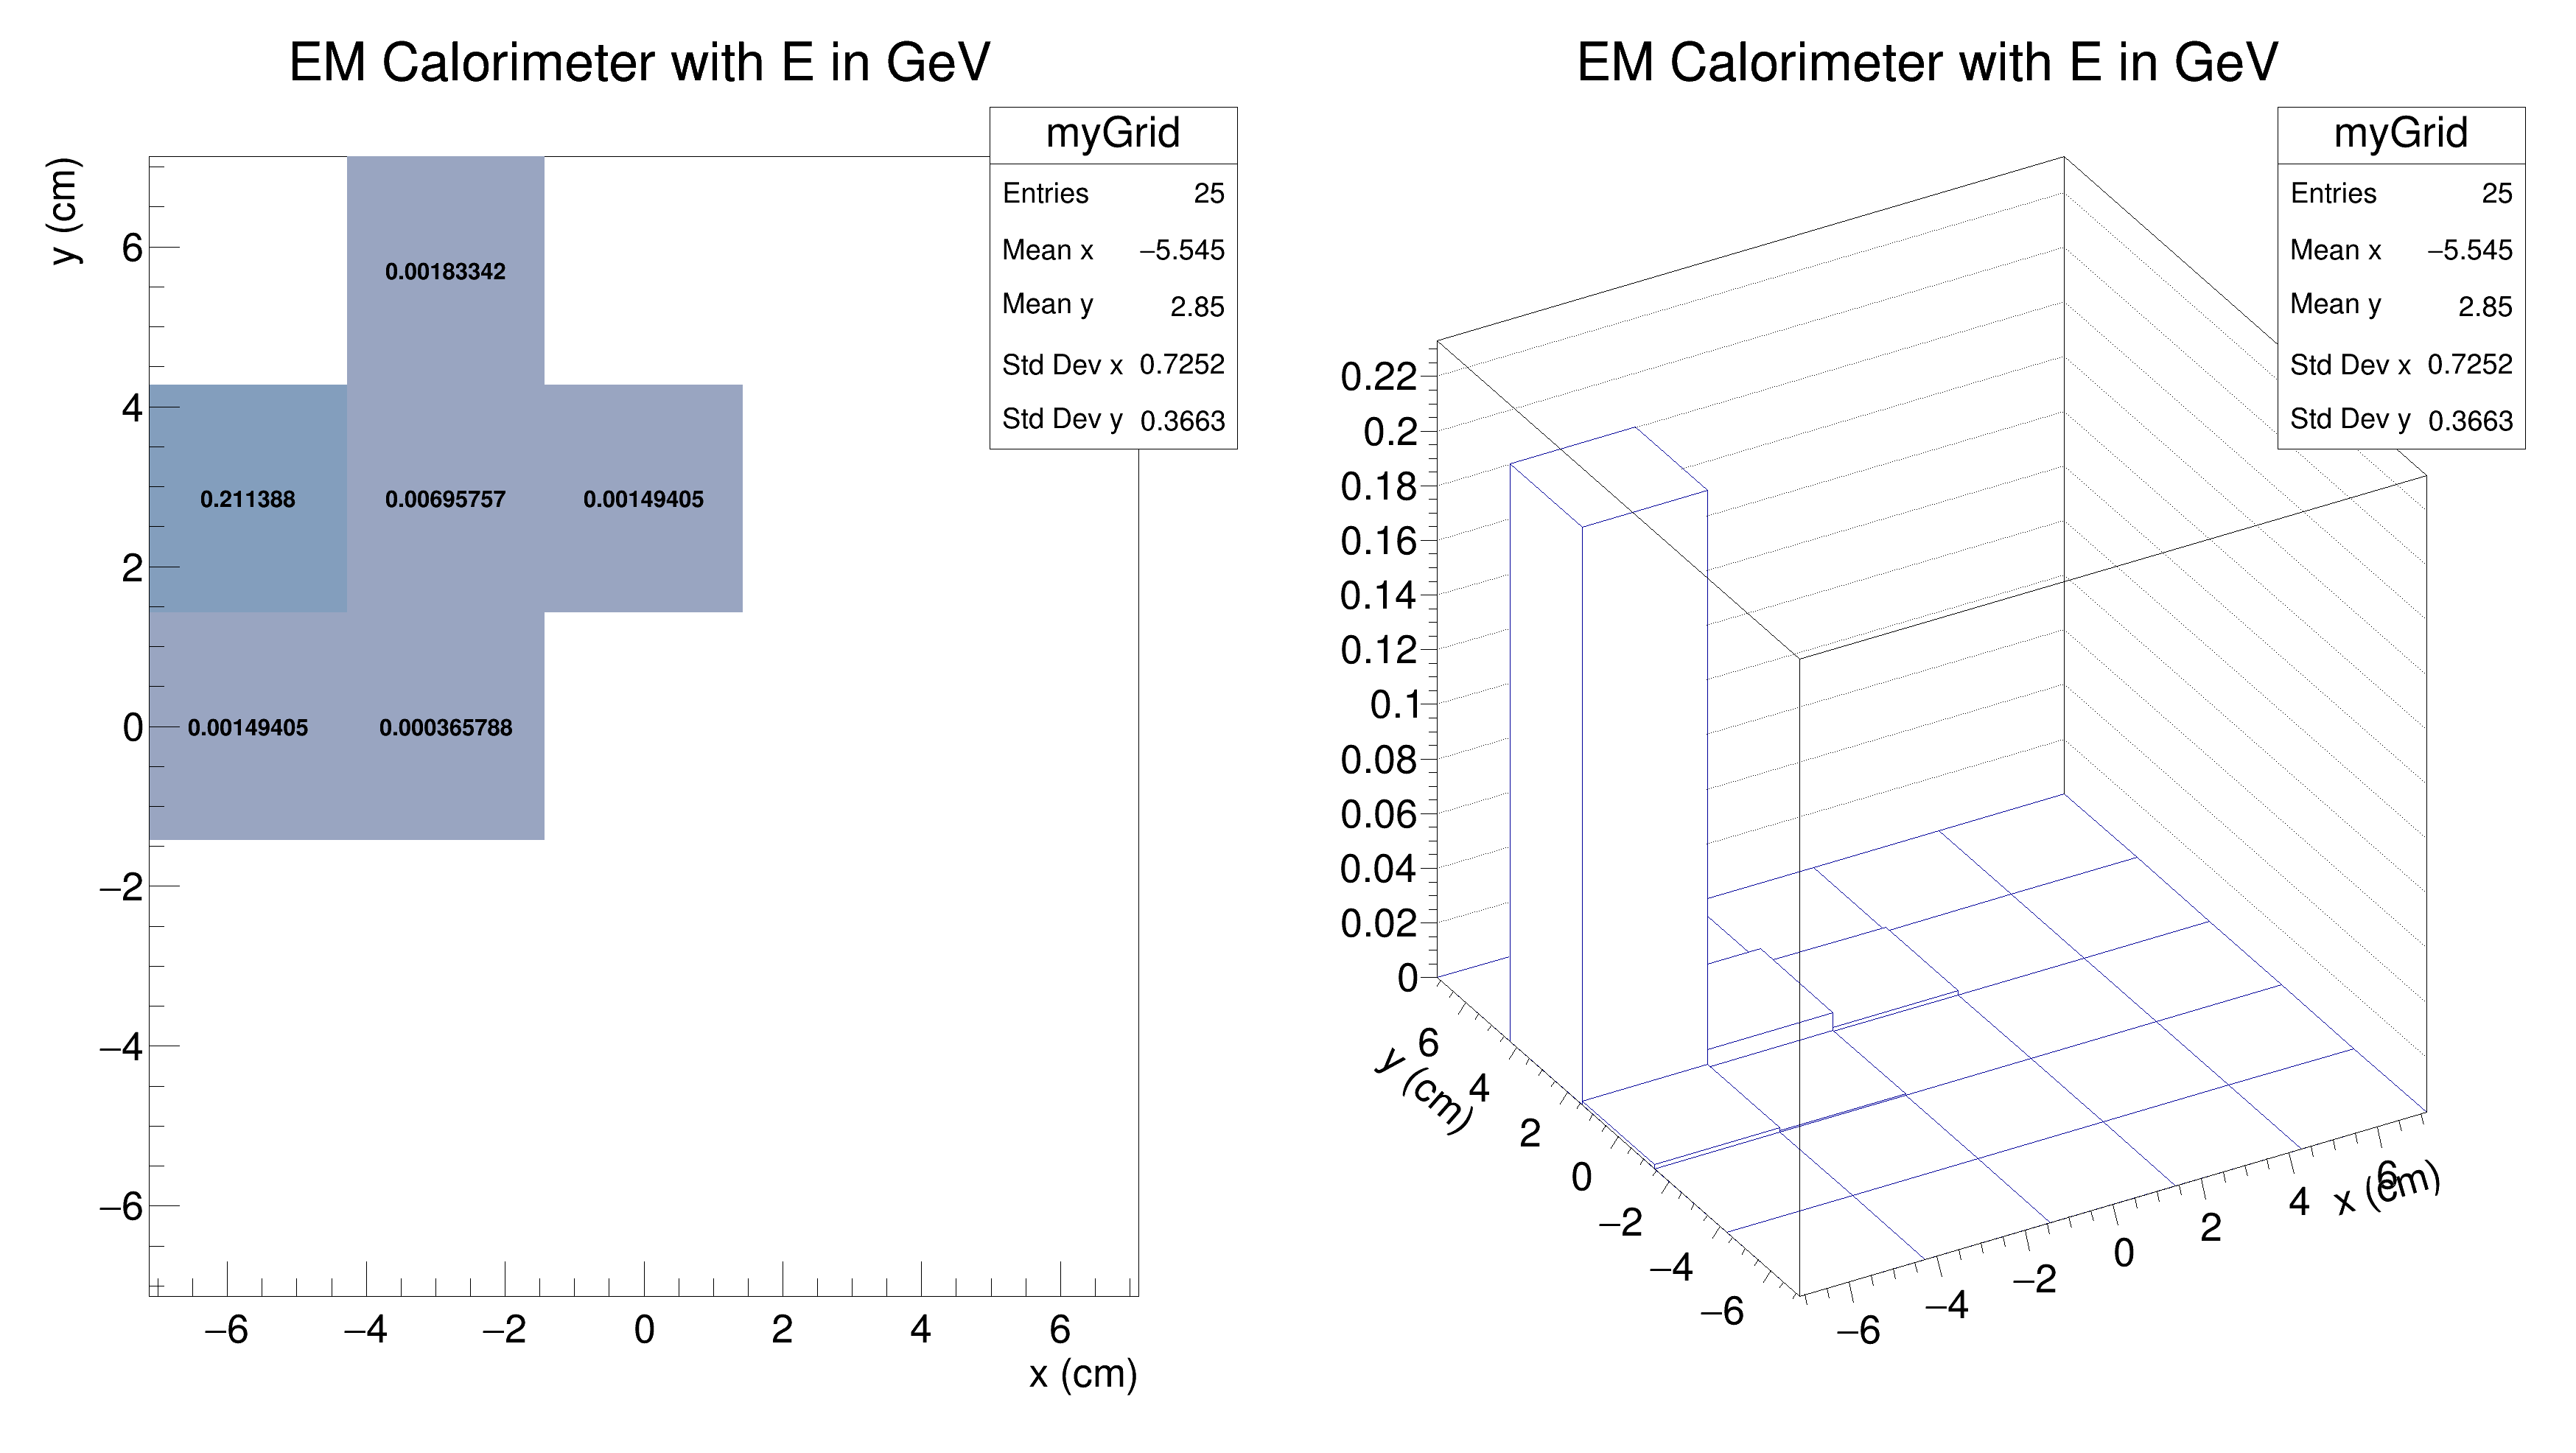 EM Calorimeter with E in GeV
myGrid
Entries 25
Mean x −5.545
Mean y 2.85
Std Dev x 0.7252
Std Dev y 0.3663
y (cm)
6
4
2
0
−2
−4
−6
0.00183342
0.211388 0.00695757 0.00149405
0.00149405 0.000365788
−6 −4 −2 0 2 4 6
x (cm)
EM Calorimeter with E in GeV
myGrid
Entries 25
Mean x −5.545
Mean y 2.85
Std Dev x 0.7252
Std Dev y 0.3663
0.22
0.2
0.18
0.16
0.14
0.12
0.1
0.08
0.06
0.04
0.02
0
y (cm)
6
4
2
0
−2
−4
−6
−6 −4 −2 0 2 4 6
x (cm)